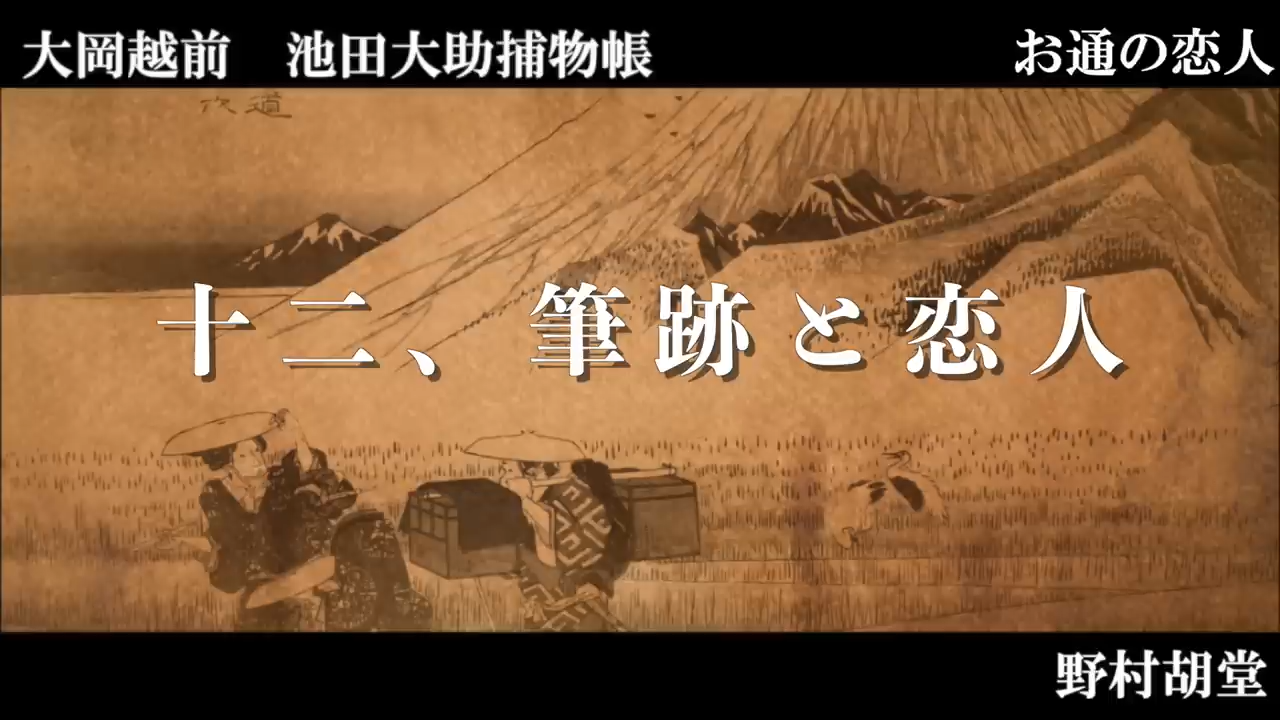 大岡越前　池田大助捕物帳
お通の恋人
十二、筆跡と恋人
野村胡堂